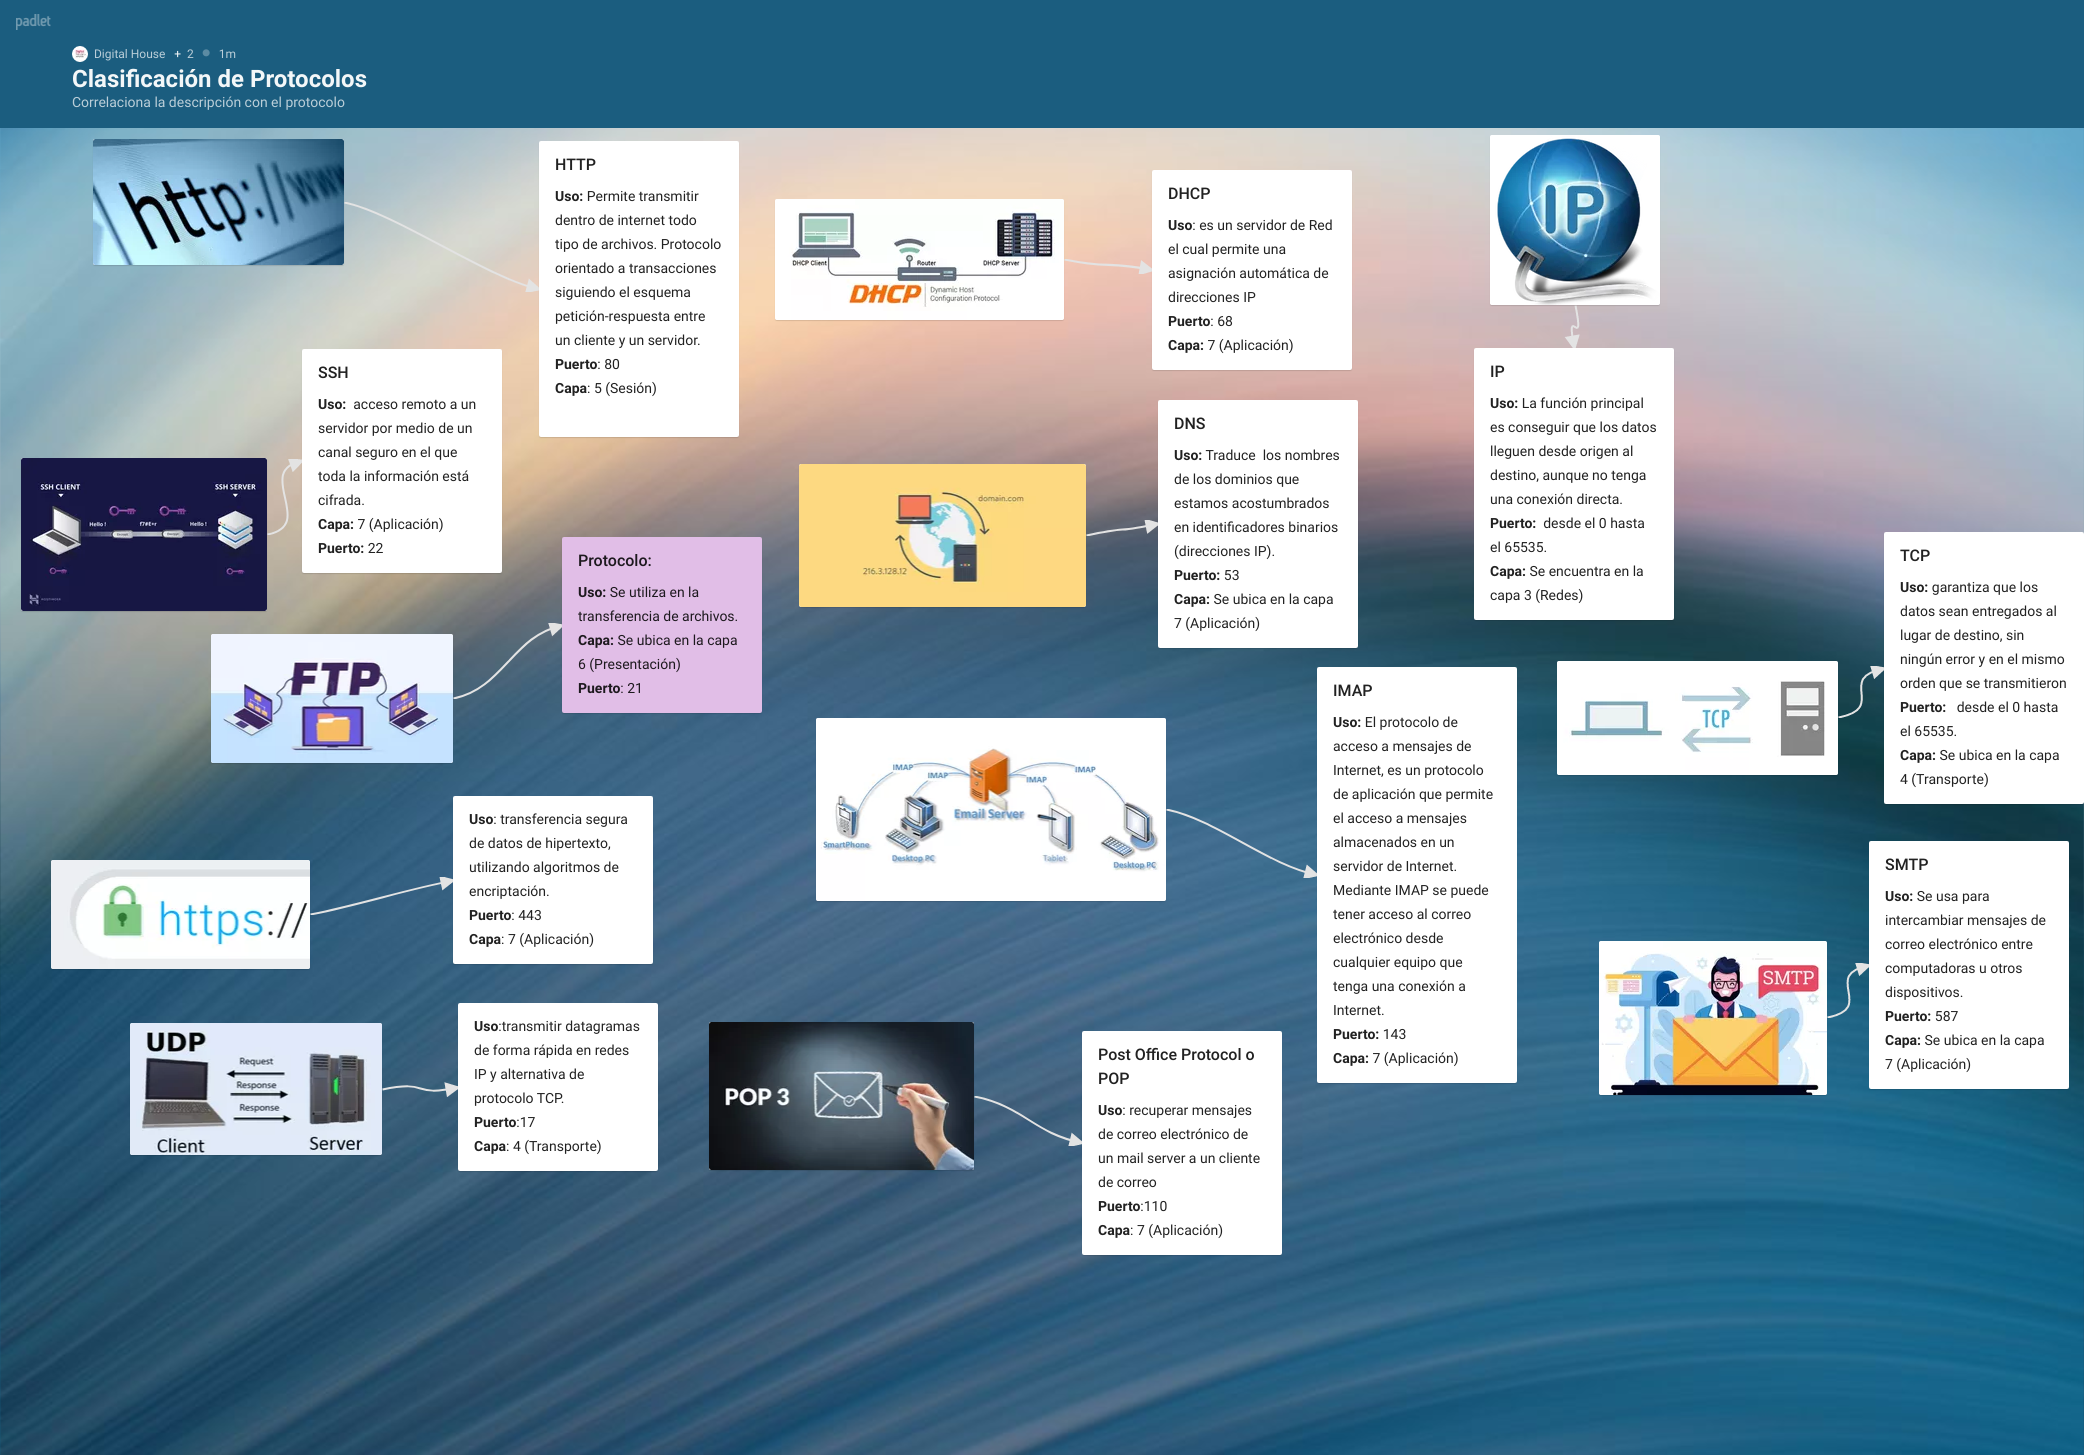 padlet
Digital House + 2 1m
Clasificación de Protocolos
Correlaciona la descripción con el protocolo
http://www
HTTP
Uso: Permite transmitir
dentro de internet todo
tipo de archivos. Protocolo
orientado a transacciones
siguiendo el esquema
petición-respuesta entre
un cliente y un servidor.
Puerto: 80
Capa: 5 (Sesión)
DHCP Client
Router
DHCP Server
DHCP
Dynamic Host
Configuration Protocol
DHCP
Uso: es un servidor de Red
el cual permite una
asignación automática de
direcciones IP
Puerto: 68
Capa: 7 (Aplicación)
IP
IP
Uso: La función principal
es conseguir que los datos
lleguen desde origen al
destino, aunque no tenga
una conexión directa.
Puerto: desde el 0 hasta
el 65535.
Capa: Se encuentra en la
capa 3 (Redes)
SSH
Uso: acceso remoto a un
servidor por medio de un
canal seguro en el que
toda la información está
cifrada.
Capa: 7 (Aplicación)
Puerto: 22
SSH CLIENT
SSH SERVER
Hello !
f7#E+r
Hello !
DNS
Uso: Traduce los nombres
de los dominios que
estamos acostumbrados
en identificadores binarios
(direcciones IP).
Puerto: 53
Capa: Se ubica en la capa
7 (Aplicación)
domain.com
216.3.128.12
Protocolo:
Uso: Se utiliza en la
transferencia de archivos.
Capa: Se ubica en la capa
6 (Presentación)
Puerto: 21
FTP
TCP
Uso: garantiza que los
datos sean entregados al
lugar de destino, sin
ningún error y en el mismo
orden que se transmitieron
Puerto: desde el 0 hasta
el 65535.
Capa: Se ubica en la capa
4 (Transporte)
TCP
IMAP
Uso: El protocolo de
acceso a mensajes de
Internet, es un protocolo
de aplicación que permite
el acceso a mensajes
almacenados en un
servidor de Internet.
Mediante IMAP se puede
tener acceso al correo
electrónico desde
cualquier equipo que
tenga una conexión a
Internet.
Puerto: 143
Capa: 7 (Aplicación)
IMAP
IMAP
IMAP
IMAP
Email Server
SmartPhone
Desktop PC
Tablet
Desktop PC
Uso: transferencia segura
de datos de hipertexto,
utilizando algoritmos de
encriptación.
Puerto: 443
Capa: 7 (Aplicación)
https://
SMTP
Uso: Se usa para
intercambiar mensajes de
correo electrónico entre
computadoras u otros
dispositivos.
Puerto: 587
Capa: Se ubica en la capa
7 (Aplicación)
SMTP
Uso:transmitir datagramas
de forma rápida en redes
IP y alternativa de
protocolo TCP.
Puerto:17
Capa: 4 (Transporte)
UDP
Request
Response
Response
Client
Server
POP 3
Post Office Protocol o
POP
Uso: recuperar mensajes
de correo electrónico de
un mail server a un cliente
de correo
Puerto:110
Capa: 7 (Aplicación)